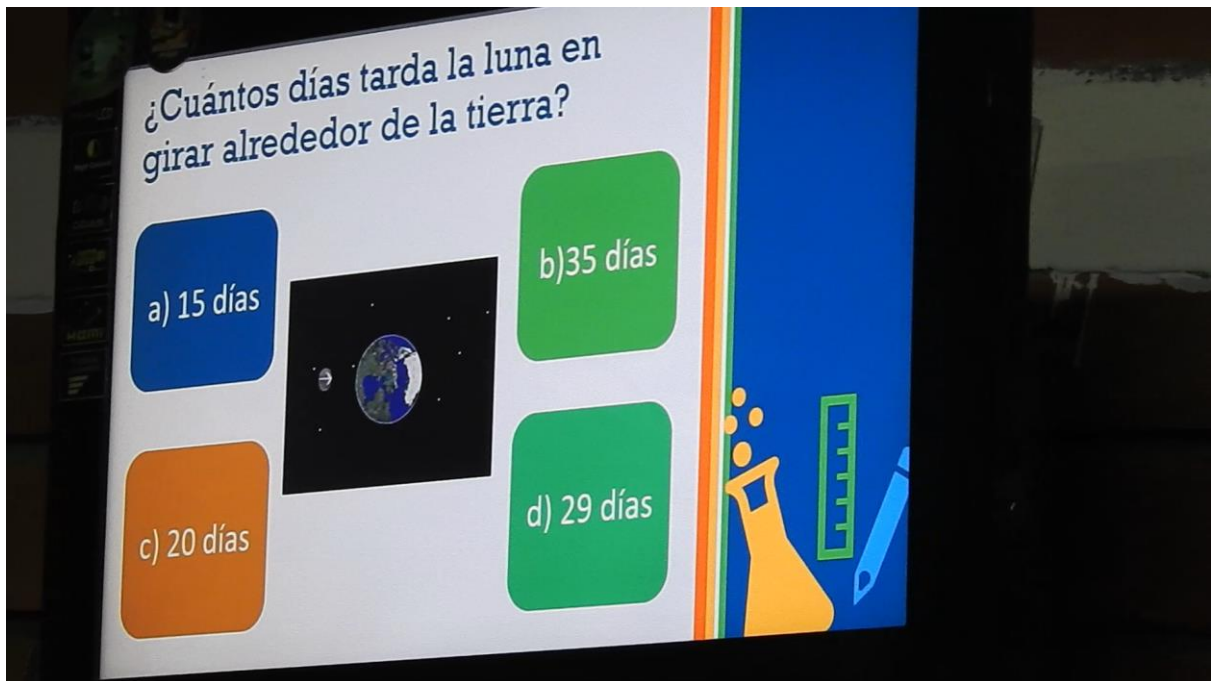 ¿Cuántos días tarda la luna en
girar alrededor de la tierra?
a) 15 días
b)35 días
c) 20 días
d) 29 días